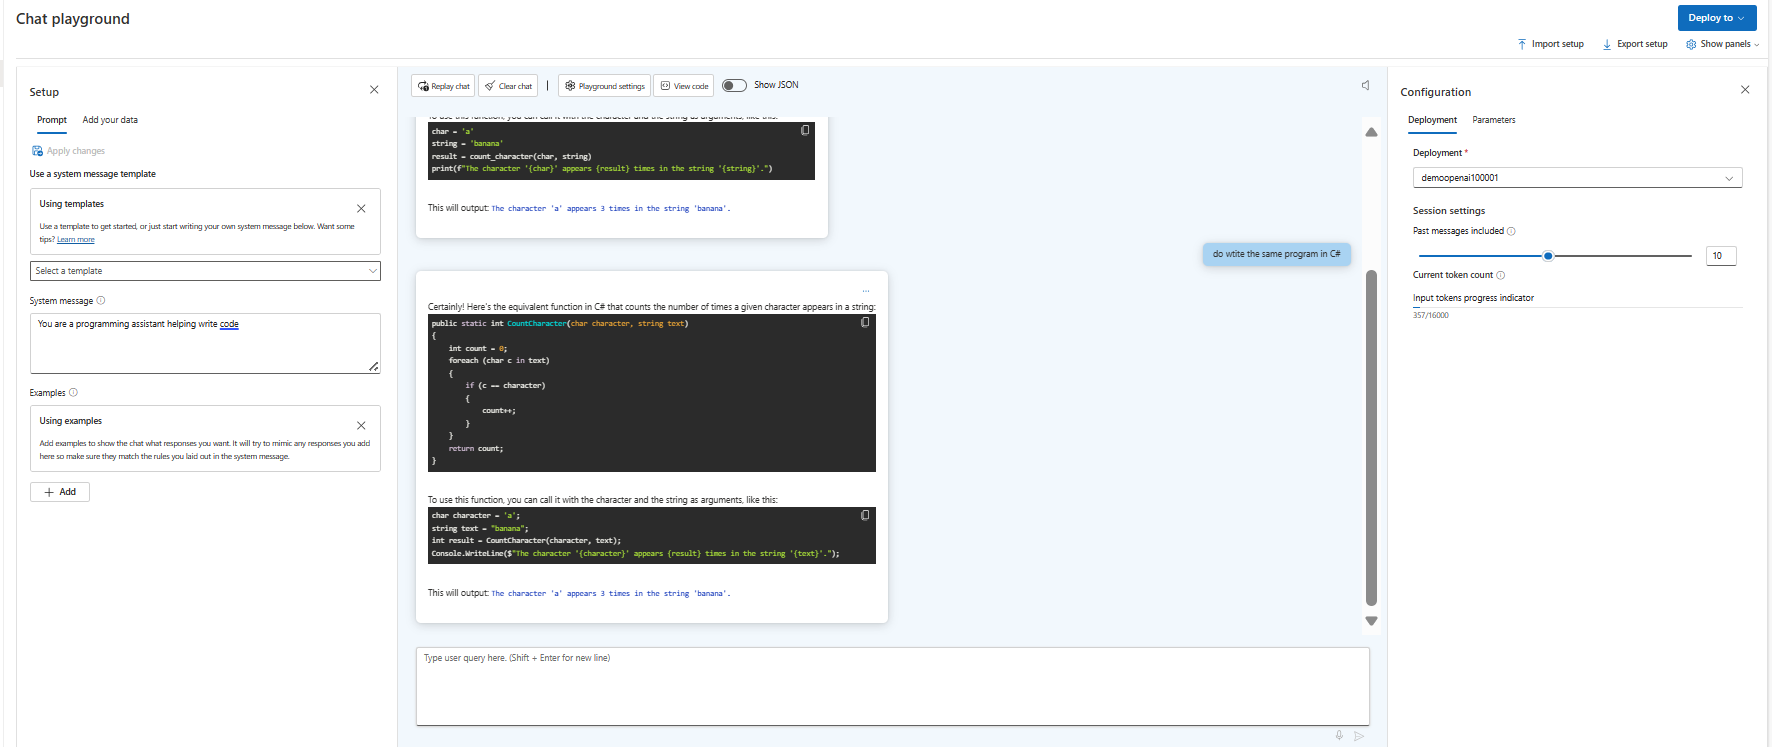 Chat playground
Deploy to
Import setup
Export setup
Show panels
Setup
Prompt
Add your data
Apply changes
Use a system message template
Using templates
Use a template to get started, or just start writing your own system message below. Want some
tips? Learn more
Select a template
System message
You are a programming assistant helping write code
Examples
Using examples
Add examples to show the chat what responses you want. It will try to mimic any responses you add
here so make sure they match the rules you laid out in the system message.
Add
Replay chat
Clear chat
Playground settings
View code
Show JSON
To use this function, you can call it with the character and the string as arguments, like this:
char = 'a'
string = 'banana'
result = count_character(char, string)
print(f"The character '{char}' appears {result} times in the string '{string}'.")
This will output: The character 'a' appears 3 times in the string 'banana'.
do wtite the same program in C#
...
Certainly! Here's the equivalent function in C# that counts the number of times a given character appears in a string:
public static int CountCharacter(char character, string text)
{
    int count = 0;
    foreach (char c in text)
    {
        if (c == character)
        {
            count++;
        }
    }
    return count;
}
To use this function, you can call it with the character and the string as arguments, like this:
char character = 'a';
string text = "banana";
int result = CountCharacter(character, text);
Console.WriteLine($"The character '{character}' appears {result} times in the string '{text}'.");
This will output: The character 'a' appears 3 times in the string 'banana'.
Type user query here. (Shift + Enter for new line)
Configuration
Deployment
Parameters
Deployment *
demoopenai100001
Session settings
Past messages included
10
Current token count
Input tokens progress indicator
357/16000